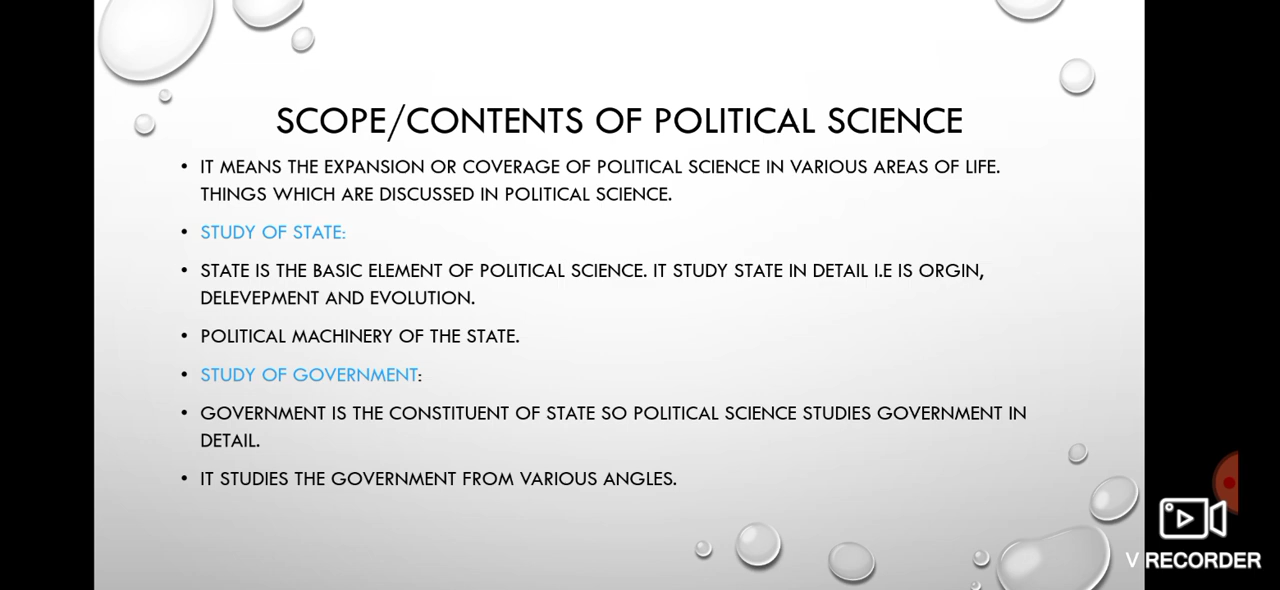 SCOPE/CONTENTS OF POLITICAL SCIENCE
• IT MEANS THE EXPANSION OR COVERAGE OF POLITICAL SCIENCE IN VARIOUS AREAS OF LIFE.
THINGS WHICH ARE DISCUSSED IN POLITICAL SCIENCE.
• STUDY OF STATE:
• STATE IS THE BASIC ELEMENT OF POLITICAL SCIENCE. IT STUDY STATE IN DETAIL I.E IS ORGIN,
DELEVEPMENT AND EVOLUTION.
• POLITICAL MACHINERY OF THE STATE.
• STUDY OF GOVERNMENT:
• GOVERNMENT IS THE CONSTITUENT OF STATE SO POLITICAL SCIENCE STUDIES GOVERNMENT IN
DETAIL.
• IT STUDIES THE GOVERNMENT FROM VARIOUS ANGLES.
V RECORDER